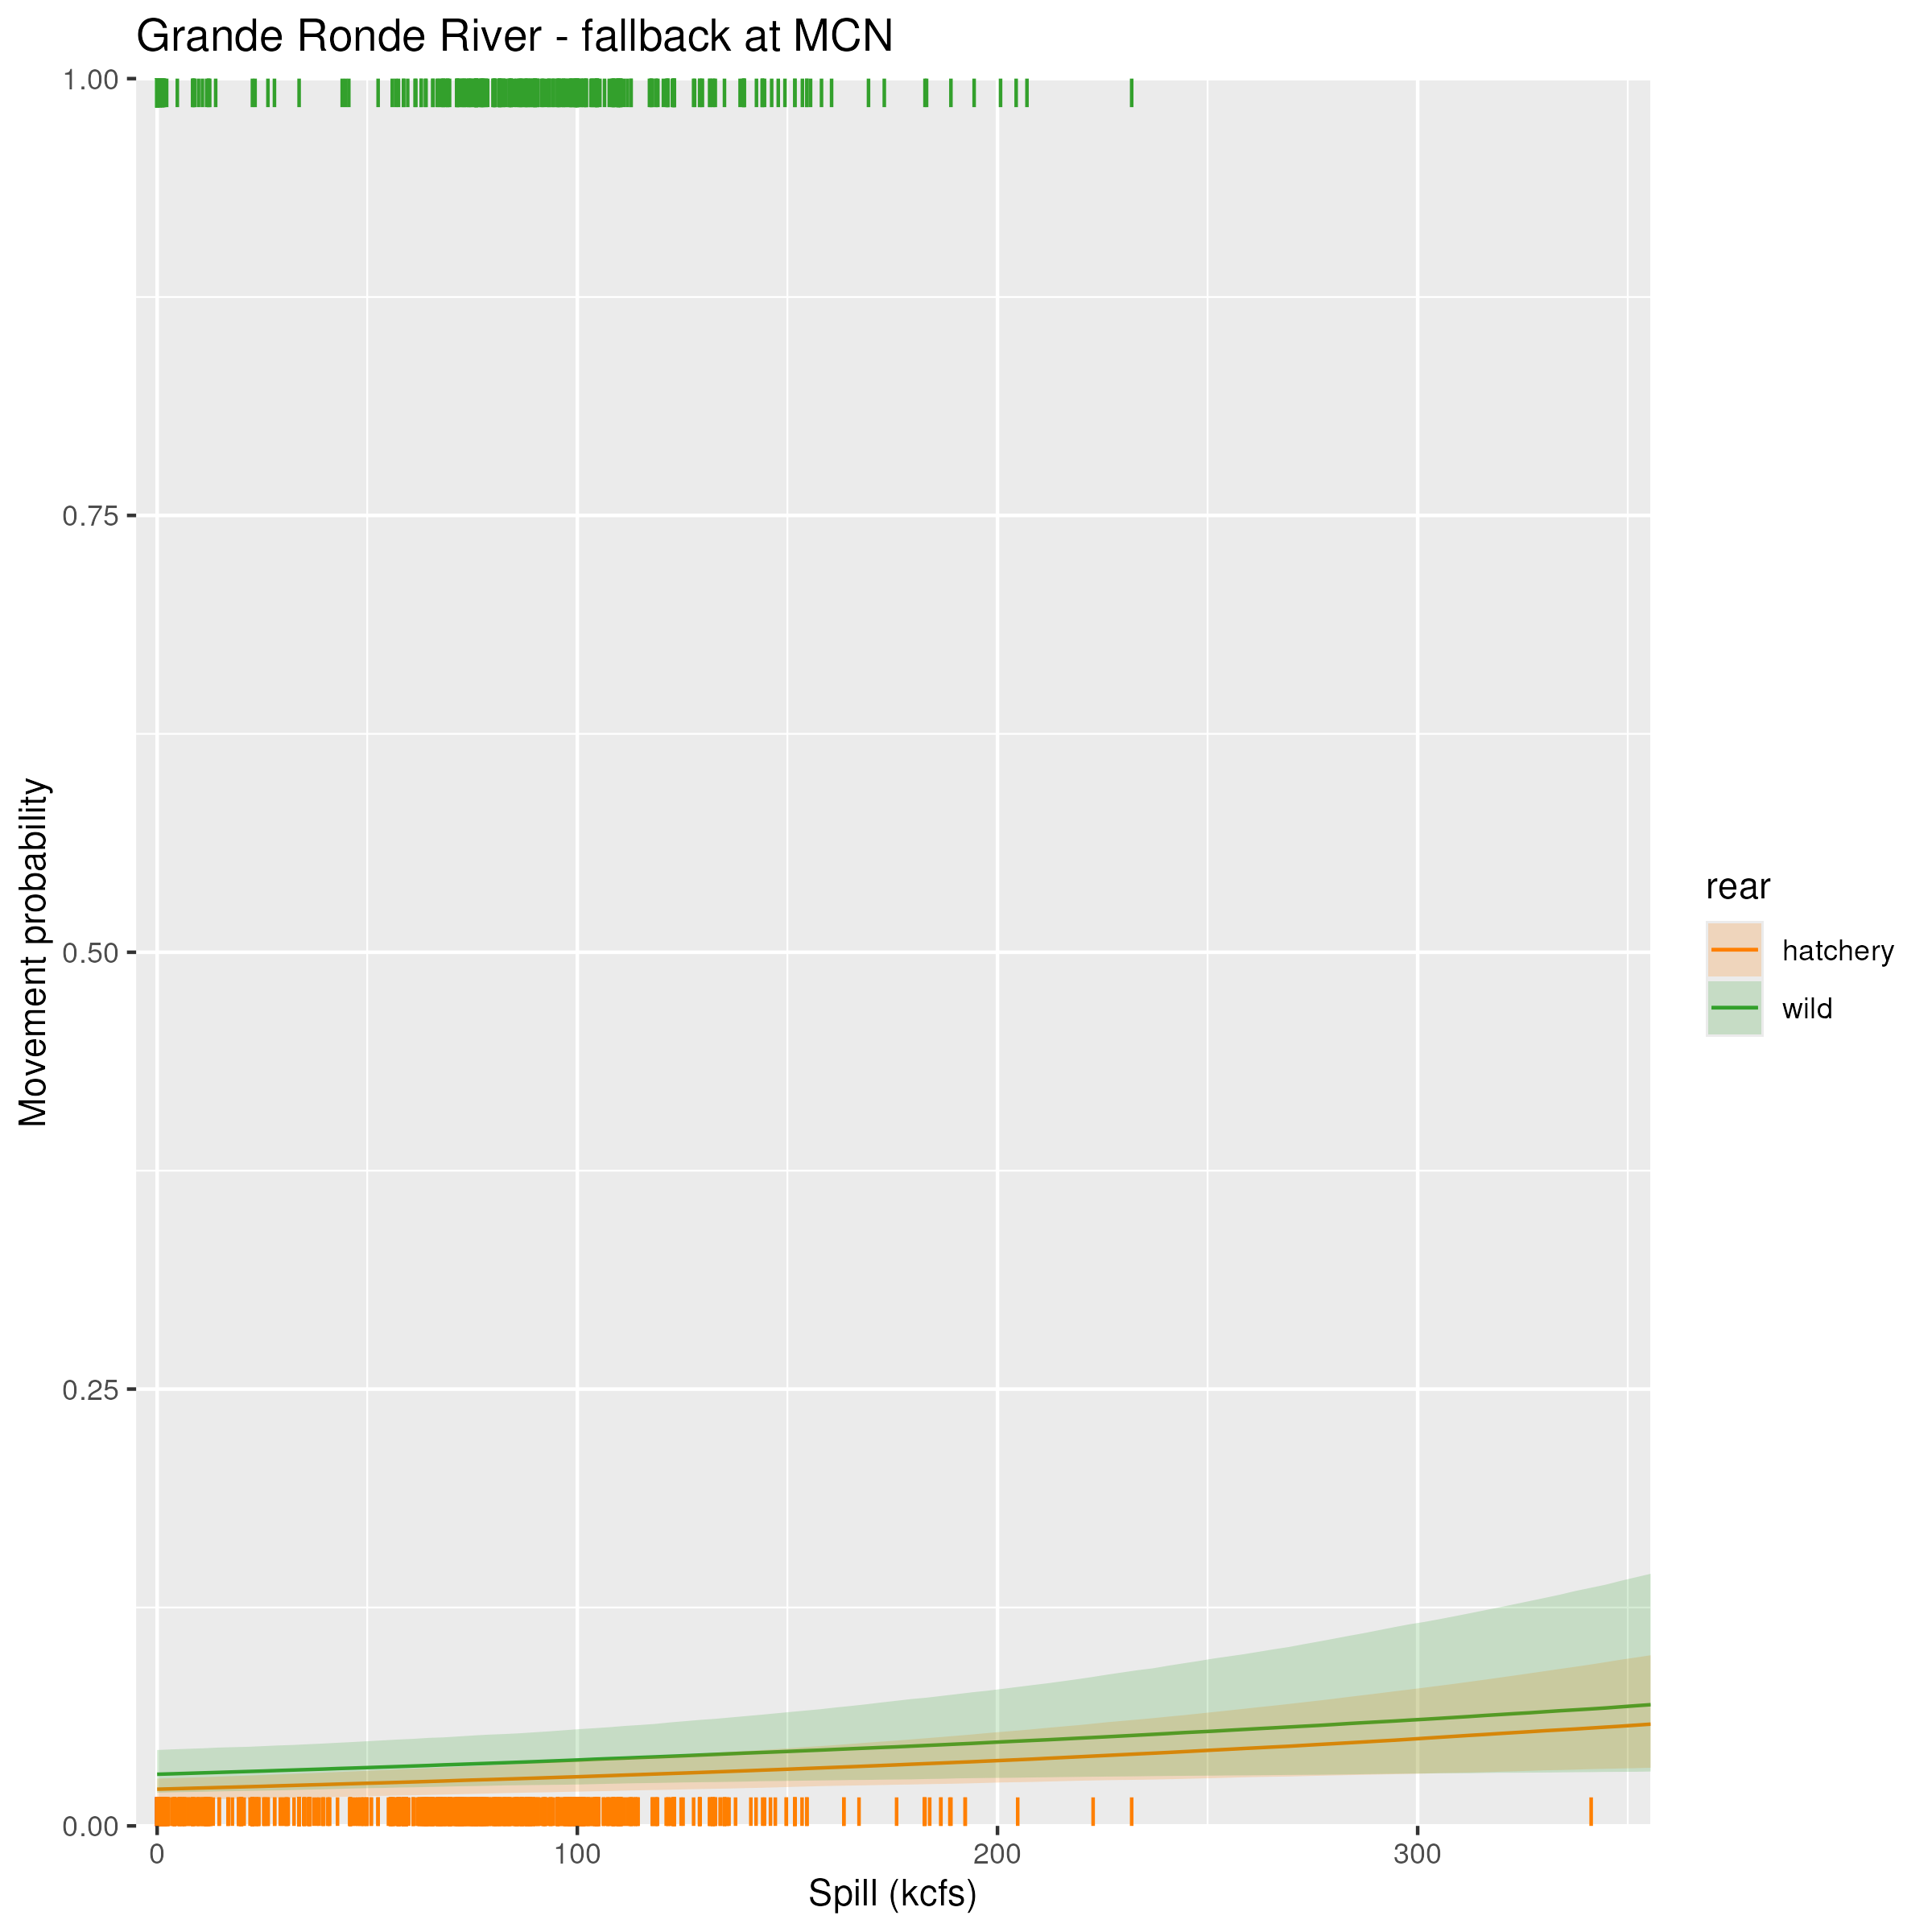 Grande Ronde River - fallback at MCN
1.00
0.75
0.50
0.25
0.00
Movement probability
0
100
200
300
Spill (kcfs)
rear
hatchery
wild